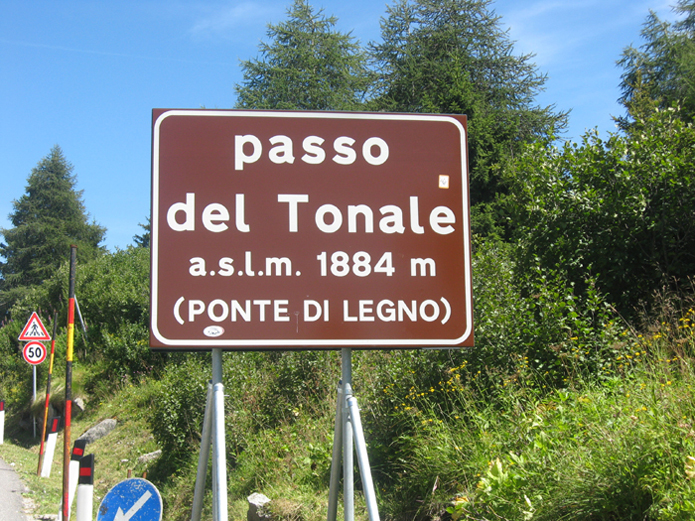 passo
del Tonale
a.s.l.m. 1884 m
(PONTE DI LEGNO)
50